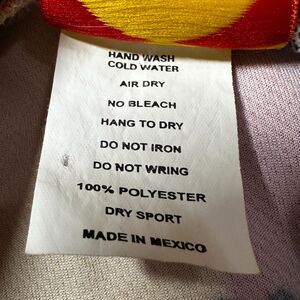 HAND WASH
COLD WATER
AIR DRY
NO BLEACH
HANG TO DRY
DO NOT IRON
DO NOT WRING
100% POLYESTER
DRY SPORT
MADE IN MEXICO